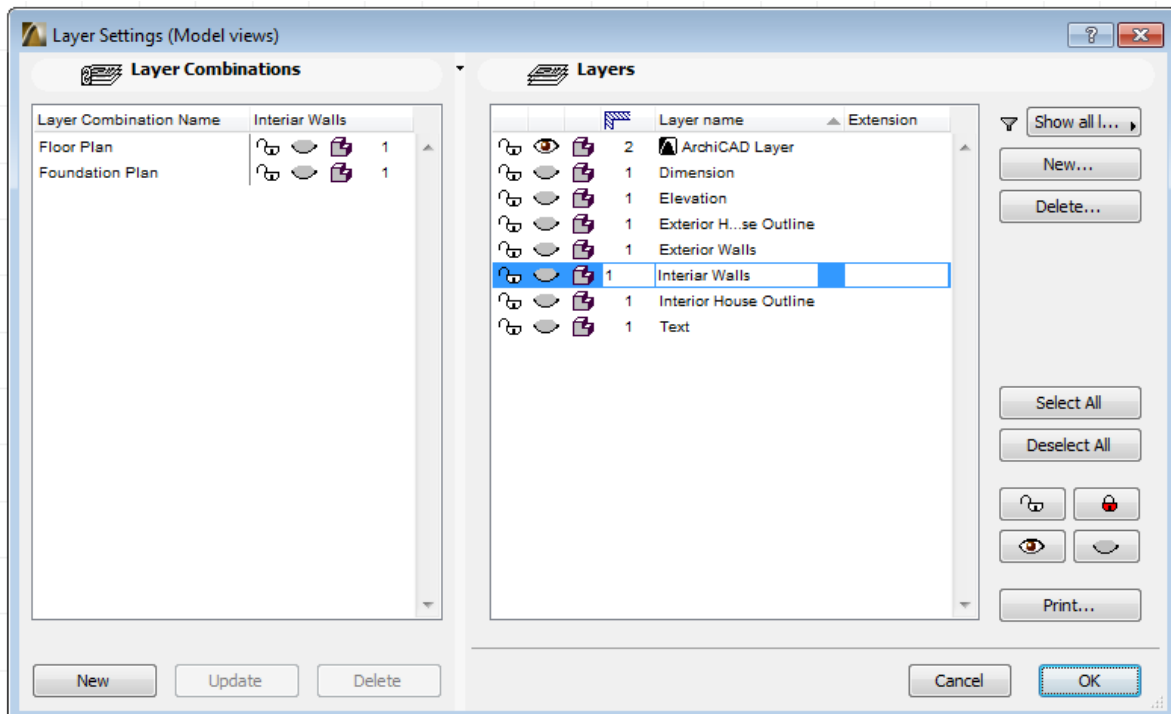 Layer Settings (Model views)
Layer Combinations
Layer Combination Name Interiar Walls
Floor Plan 1
Foundation Plan 1
New Update Delete
Layers
Layer name Extension
2 ArchiCAD Layer
1 Dimension
1 Elevation
1 Exterior H...se Outline
1 Exterior Walls
1 Interiar Walls
1 Interior House Outline
1 Text
Show all l...
New...
Delete...
Select All
Deselect All
Print...
Cancel OK